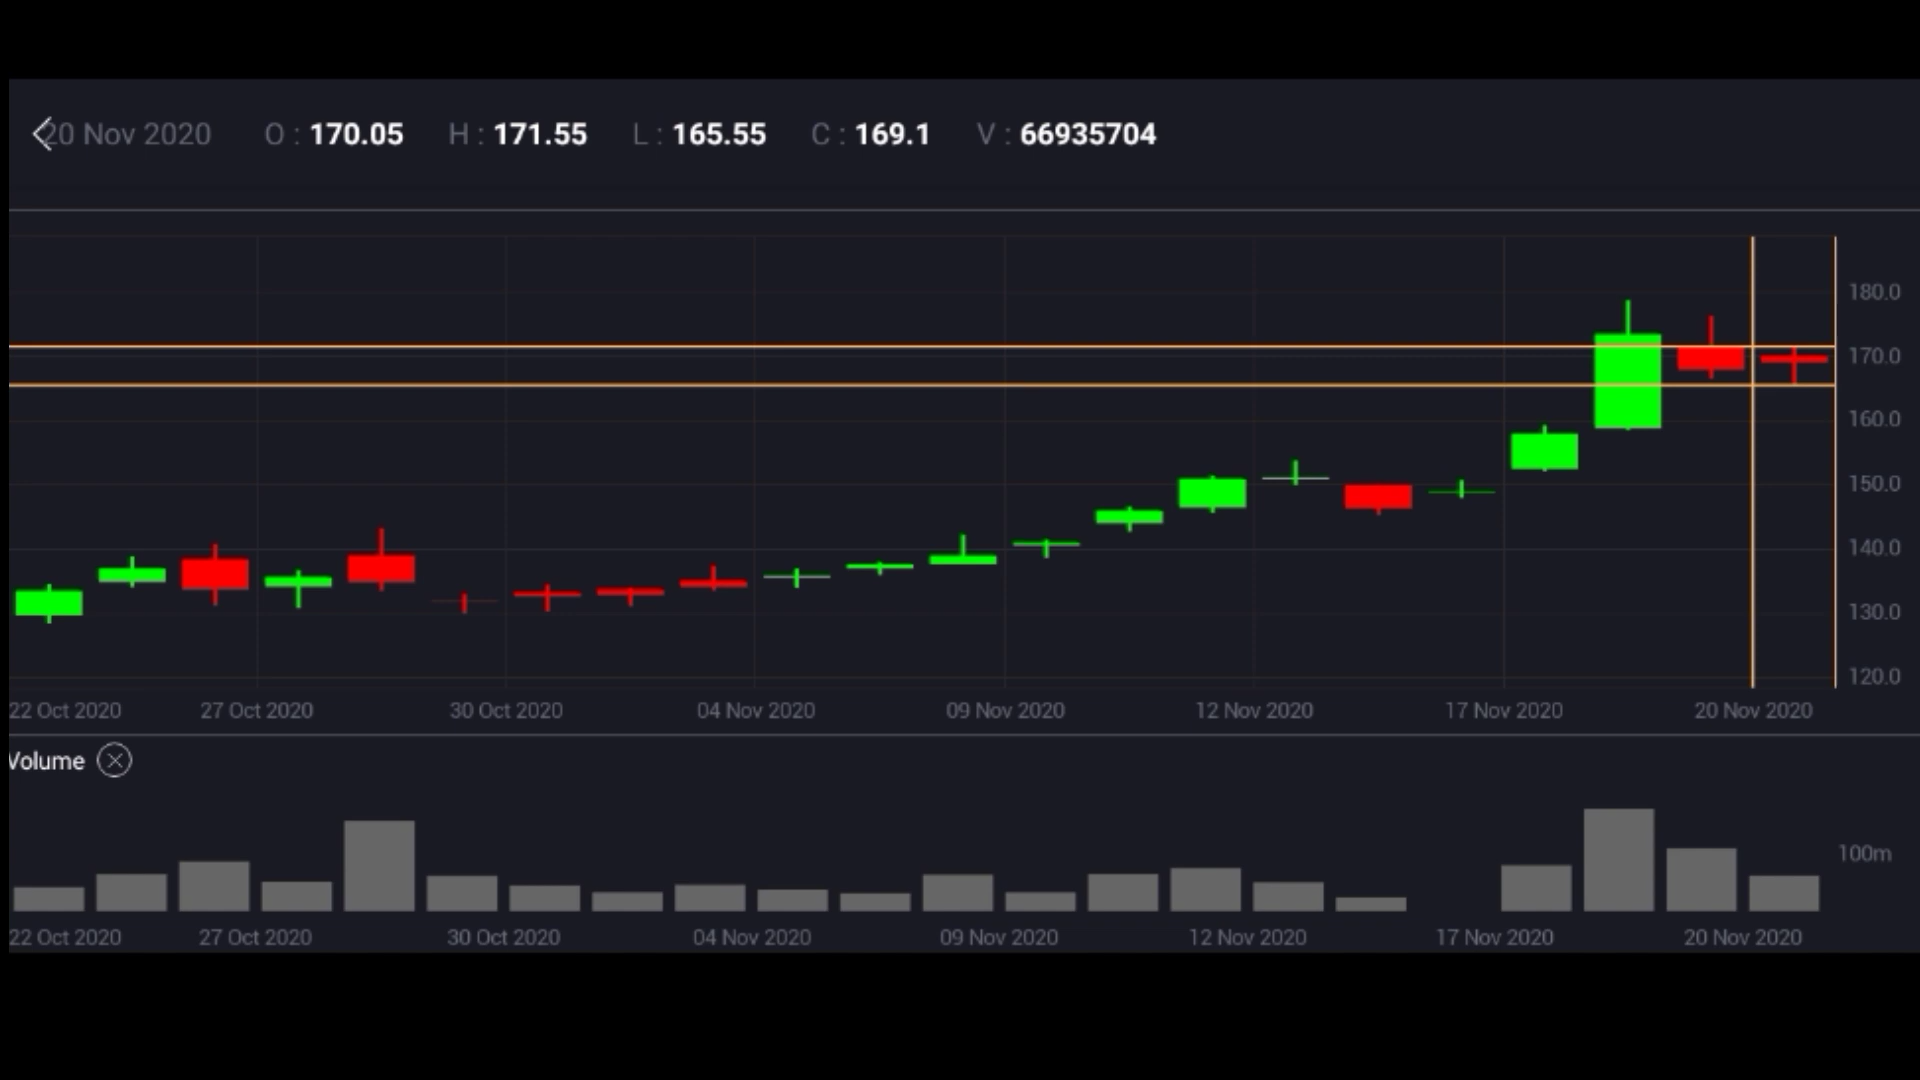 20 Nov 2020 O : 170.05 H : 171.55 L : 165.55 C : 169.1 V : 66935704
180.0
170.0
160.0
150.0
140.0
130.0
120.0
22 Oct 2020 27 Oct 2020 30 Oct 2020 04 Nov 2020 09 Nov 2020 12 Nov 2020 17 Nov 2020 20 Nov 2020
Volume
100m
22 Oct 2020 27 Oct 2020 30 Oct 2020 04 Nov 2020 09 Nov 2020 12 Nov 2020 17 Nov 2020 20 Nov 2020